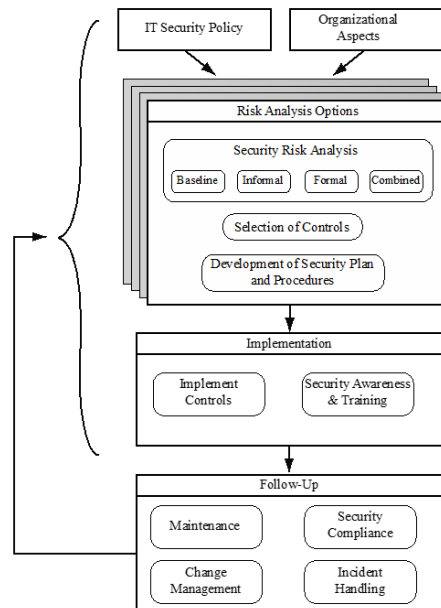 IT Security Policy
Organizational
Aspects
Risk Analysis Options
Security Risk Analysis
Baseline
Informal
Formal
Combined
Selection of Controls
Development of Security Plan
and Procedures
Implementation
Implement
Controls
Security Awareness
& Training
Follow-Up
Maintenance
Security
Compliance
Change
Management
Incident
Handling